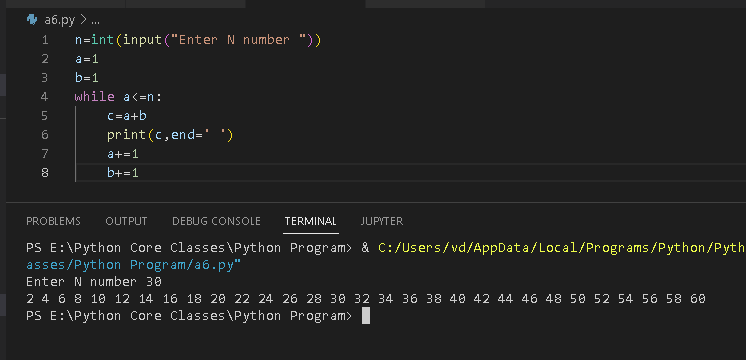 a6.py > ...
1 n=int(input("Enter N number "))
2 a=1
3 b=1
4 while a<=n:
5     c=a+b
6     print(c,end=' ')
7     a+=1
8     b+=1
PROBLEMS OUTPUT DEBUG CONSOLE TERMINAL JUPYTER
PS E:\Python Core Classes\Python Program> & C:/Users/vd/AppData/Local/Programs/Python/Pyth
asses/Python Program/a6.py"
Enter N number 30
2 4 6 8 10 12 14 16 18 20 22 24 26 28 30 32 34 36 38 40 42 44 46 48 50 52 54 56 58 60
PS E:\Python Core Classes\Python Program>